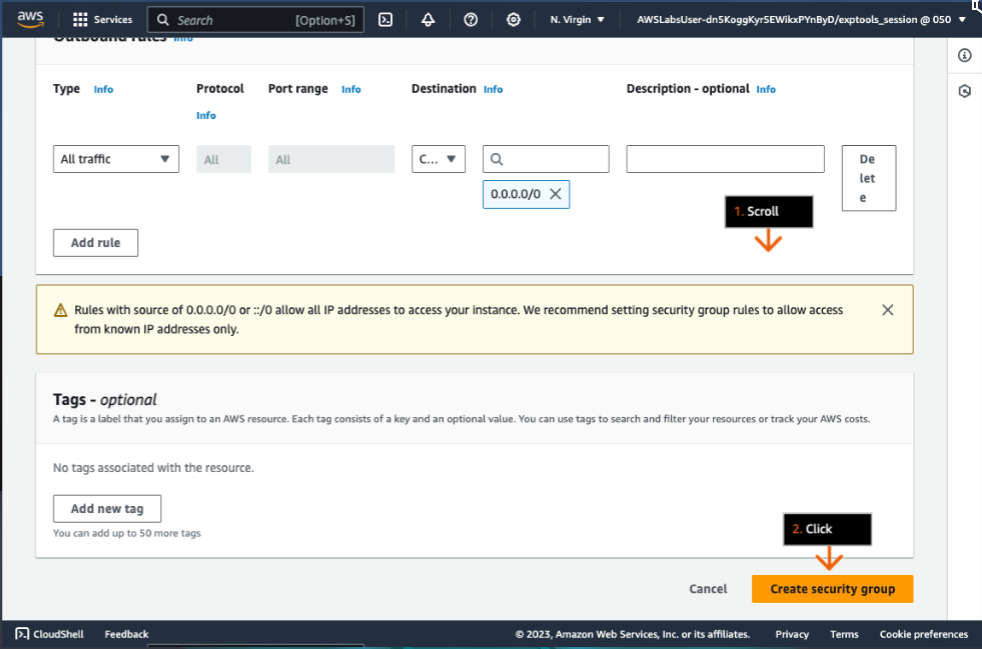 aws
Services
Search
[Option+S]
N. Virgin
AWSLabsUser-dn5KoggKyr5EWikxPYnByD/exptools_session @ 050
Outbound rules Info
Type Info
Protocol
Info
Port range Info
Destination Info
Description - optional Info
All traffic
All
All
C...
0.0.0.0/0
De
let
e
1. Scroll
Add rule
Rules with source of 0.0.0.0/0 or ::/0 allow all IP addresses to access your instance. We recommend setting security group rules to allow access
from known IP addresses only.
Tags - optional
A tag is a label that you assign to an AWS resource. Each tag consists of a key and an optional value. You can use tags to search and filter your resources or track your AWS costs.
No tags associated with the resource.
Add new tag
You can add up to 50 more tags
2. Click
Cancel
Create security group
CloudShell
Feedback
© 2023, Amazon Web Services, Inc. or its affiliates.
Privacy
Terms
Cookie preferences